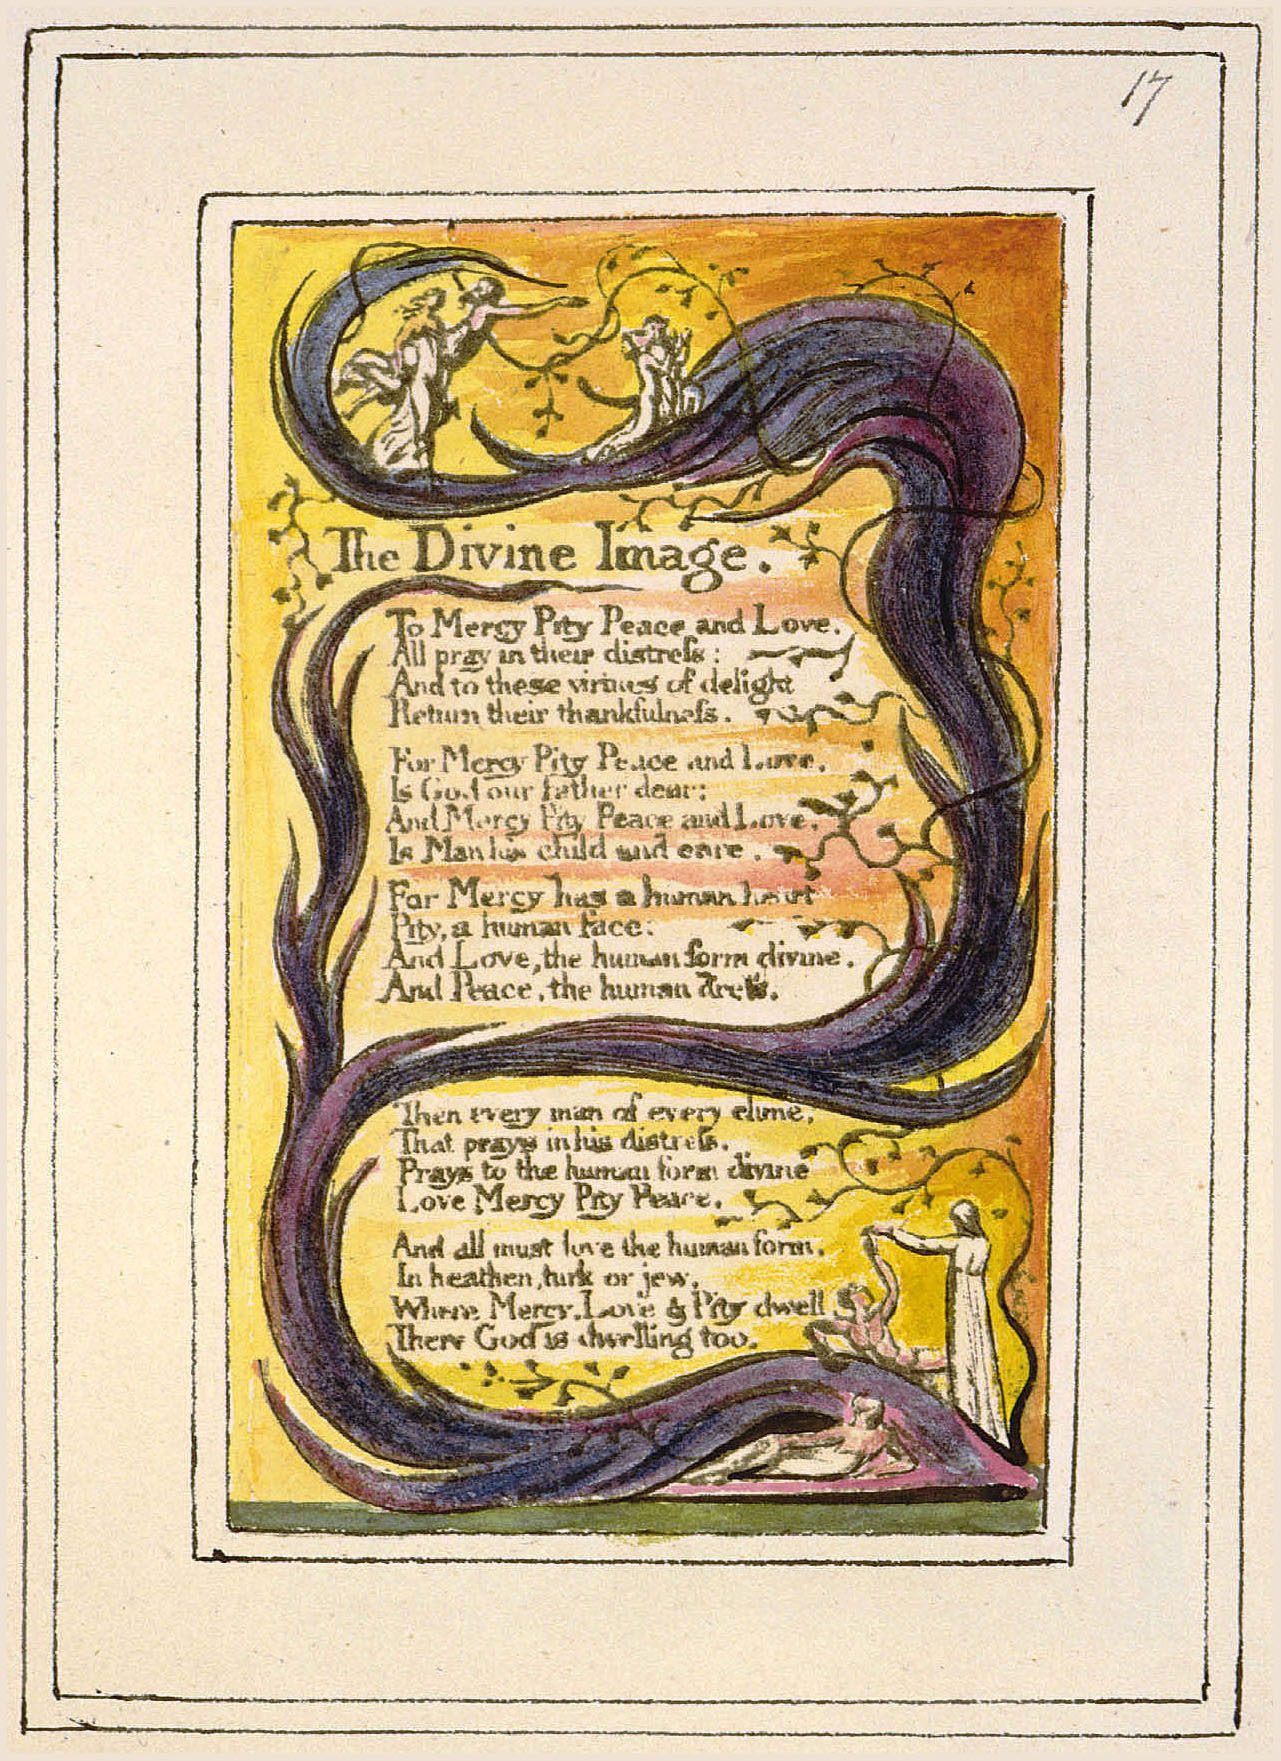 17
The Divine Image.
To Mercy Pity Peace and Love,
All pray in their distreſs:
And to these virtues of delight
Return their thankfulneſs.
For Mercy Pity Peace and Love,
Is God our father dear:
And Mercy Pity Peace and Love,
Is Man his child and care.
For Mercy has a human heart
Pity, a human face:
And Love, the human form divine.
And Peace, the human dreſs.
Then every man of every clime,
That prays in his distreſs,
Prays to the human form divine
Love Mercy Pity Peace.
And all must love the human form,
In heathen, turk or jew,
Where Mercy, Love & Pity dwell
There God is dwelling too.